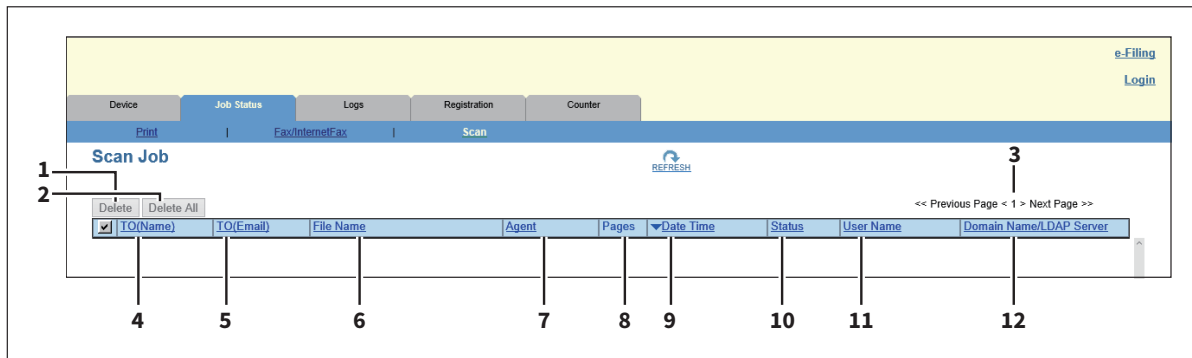 e-Filing
Login
Device Job Status Logs Registration Counter
Print | Fax/InternetFax | Scan
Scan Job
REFRESH
1
2
3
Delete Delete All
<< Previous Page < 1 > Next Page >>
TO(Name) TO(Email) File Name Agent Pages Date Time Status User Name Domain Name/LDAP Server
4 5 6 7 8 9 10 11 12